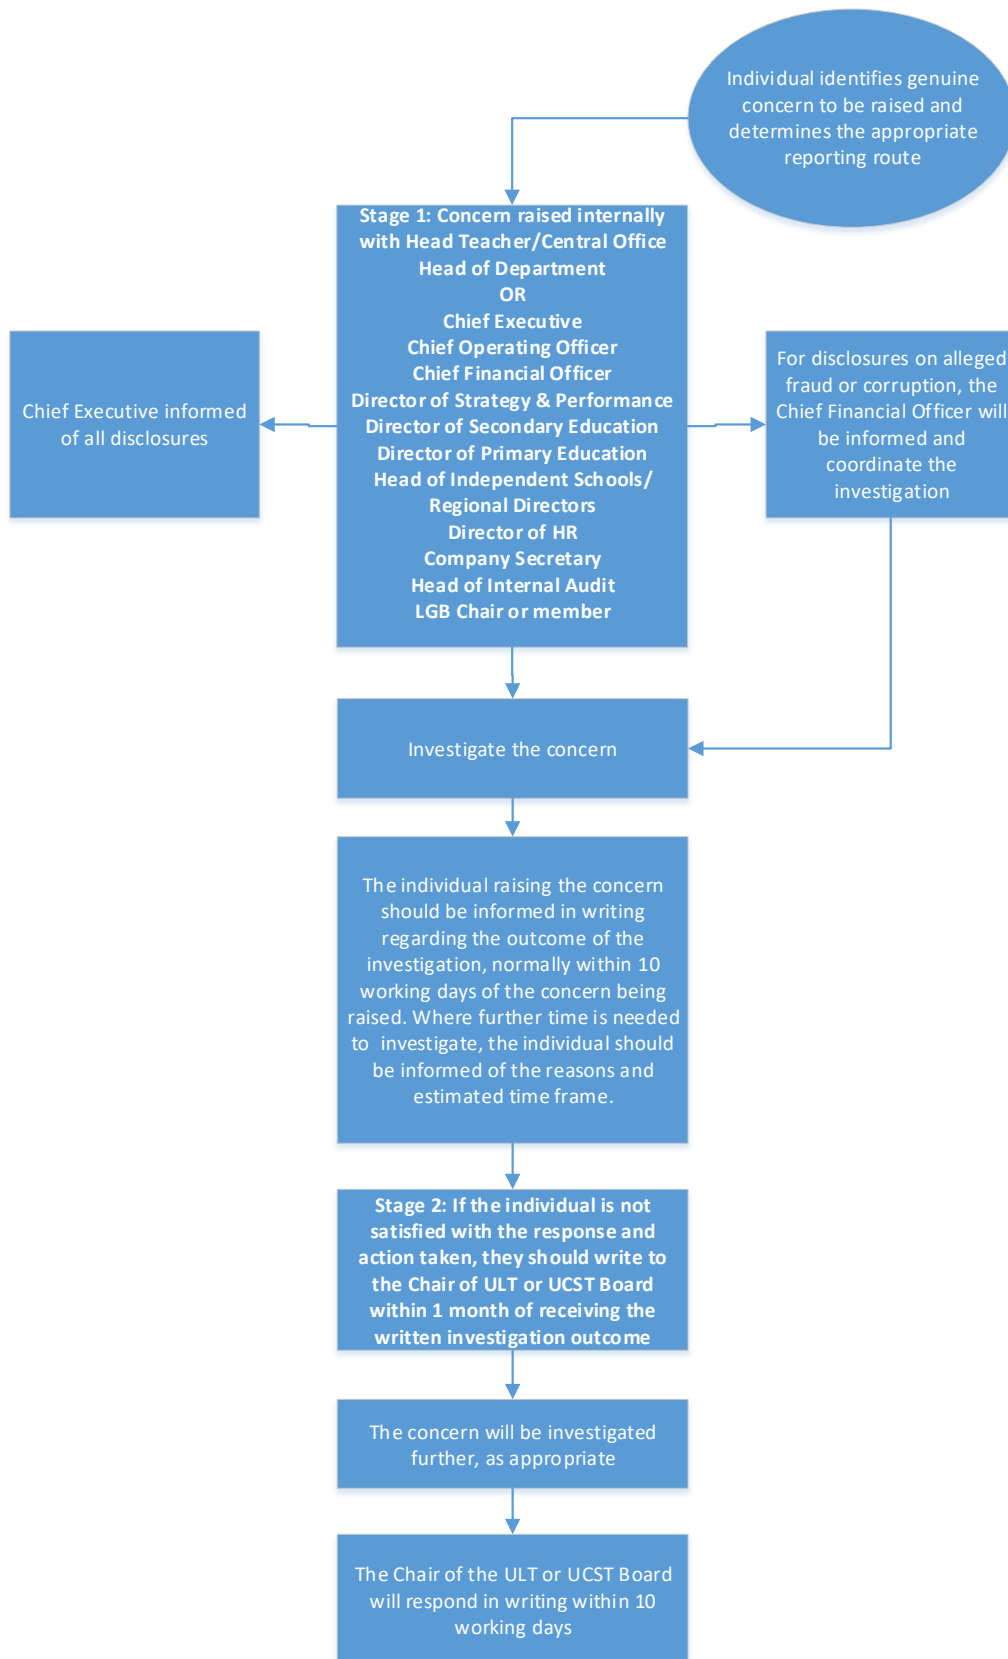 Individual identifies genuine
concern to be raised and
determines the appropriate
reporting route
Stage 1: Concern raised internally
with Head Teacher/Central Office
Head of Department
OR
Chief Executive
Chief Operating Officer
Chief Financial Officer
Director of Strategy & Performance
Director of Secondary Education
Director of Primary Education
Head of Independent Schools/
Regional Directors
Director of HR
Company Secretary
Head of Internal Audit
LGB Chair or member
Chief Executive informed
of all disclosures
For disclosures on alleged
fraud or corruption, the
Chief Financial Officer will
be informed and
coordinate the
investigation
Investigate the concern
The individual raising the concern
should be informed in writing
regarding the outcome of the
investigation, normally within 10
working days of the concern being
raised. Where further time is needed
to investigate, the individual should
be informed of the reasons and
estimated time frame.
Stage 2: If the individual is not
satisfied with the response and
action taken, they should write to
the Chair of ULT or UCST Board
within 1 month of receiving the
written investigation outcome
The concern will be investigated
further, as appropriate
The Chair of the ULT or UCST Board
will respond in writing within 10
working days